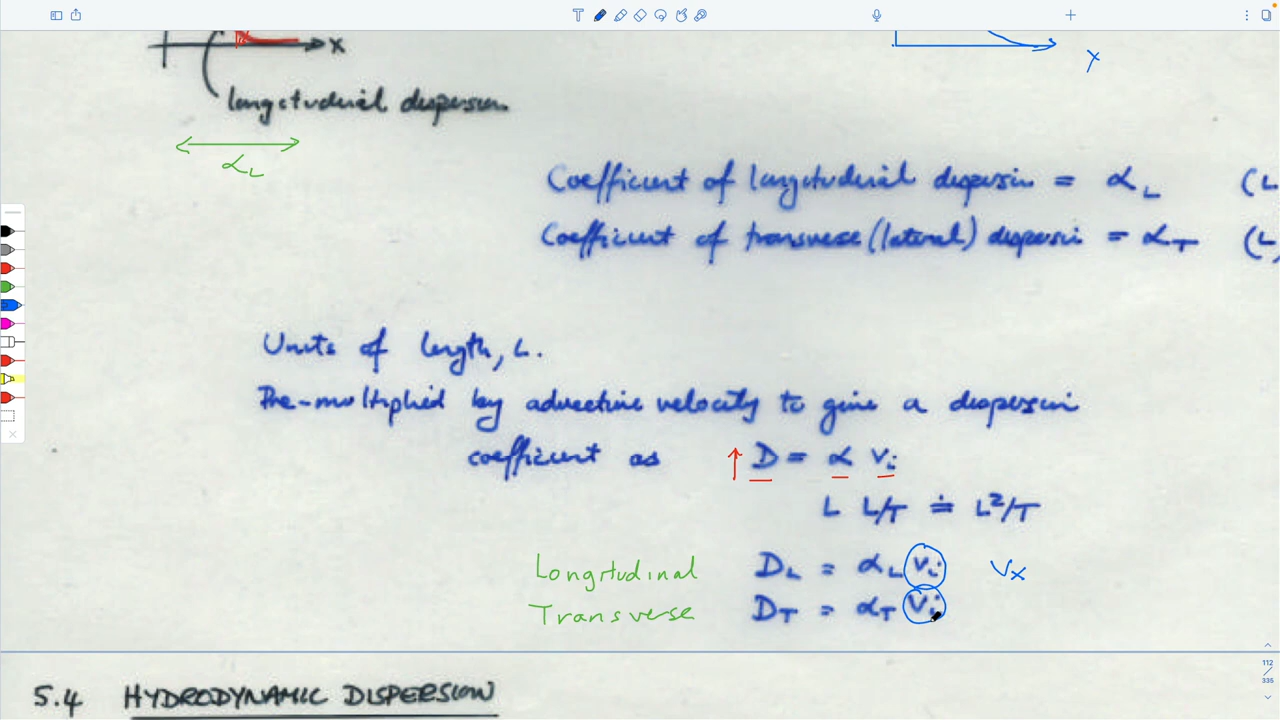 x
y
longitudinal dispersion
αL
Coefficient of longitudinal dispersion = αL (L
Coefficient of transverse (lateral) dispersion = αT (L)
Units of length, L.
Pre-multiplied by advective velocity to give a dispersion
coefficient as ↑ D = α vi
L L/T ≐ L²/T
Longitudinal DL = αL vi vx
Transverse DT = αT vi
112
/
335
5.4 HYDRODYNAMIC DISPERSION